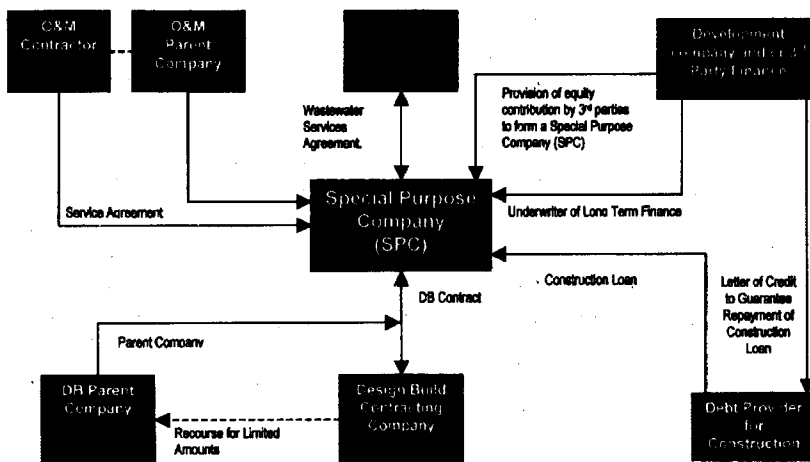 O&M
Contractor
O&M
Parent
Company
Development
Party Finance
Wastewater
Services
Agreement.
Provision of equity
contribution by 3rd parties
to form a Special Purpose
Company (SPC)
Special Purpose
Company
(SPC)
Service Agreement
Underwriter of Long Term Finance
DB Contract
Construction Loan
Letter of Credit
to Guarantee
Repayment of
Construction
Loan
Parent Company
DB Parent
Company
Design Build
Contracting
Company
Recourse for Limited
Amounts
Debt Provider
for
Construction